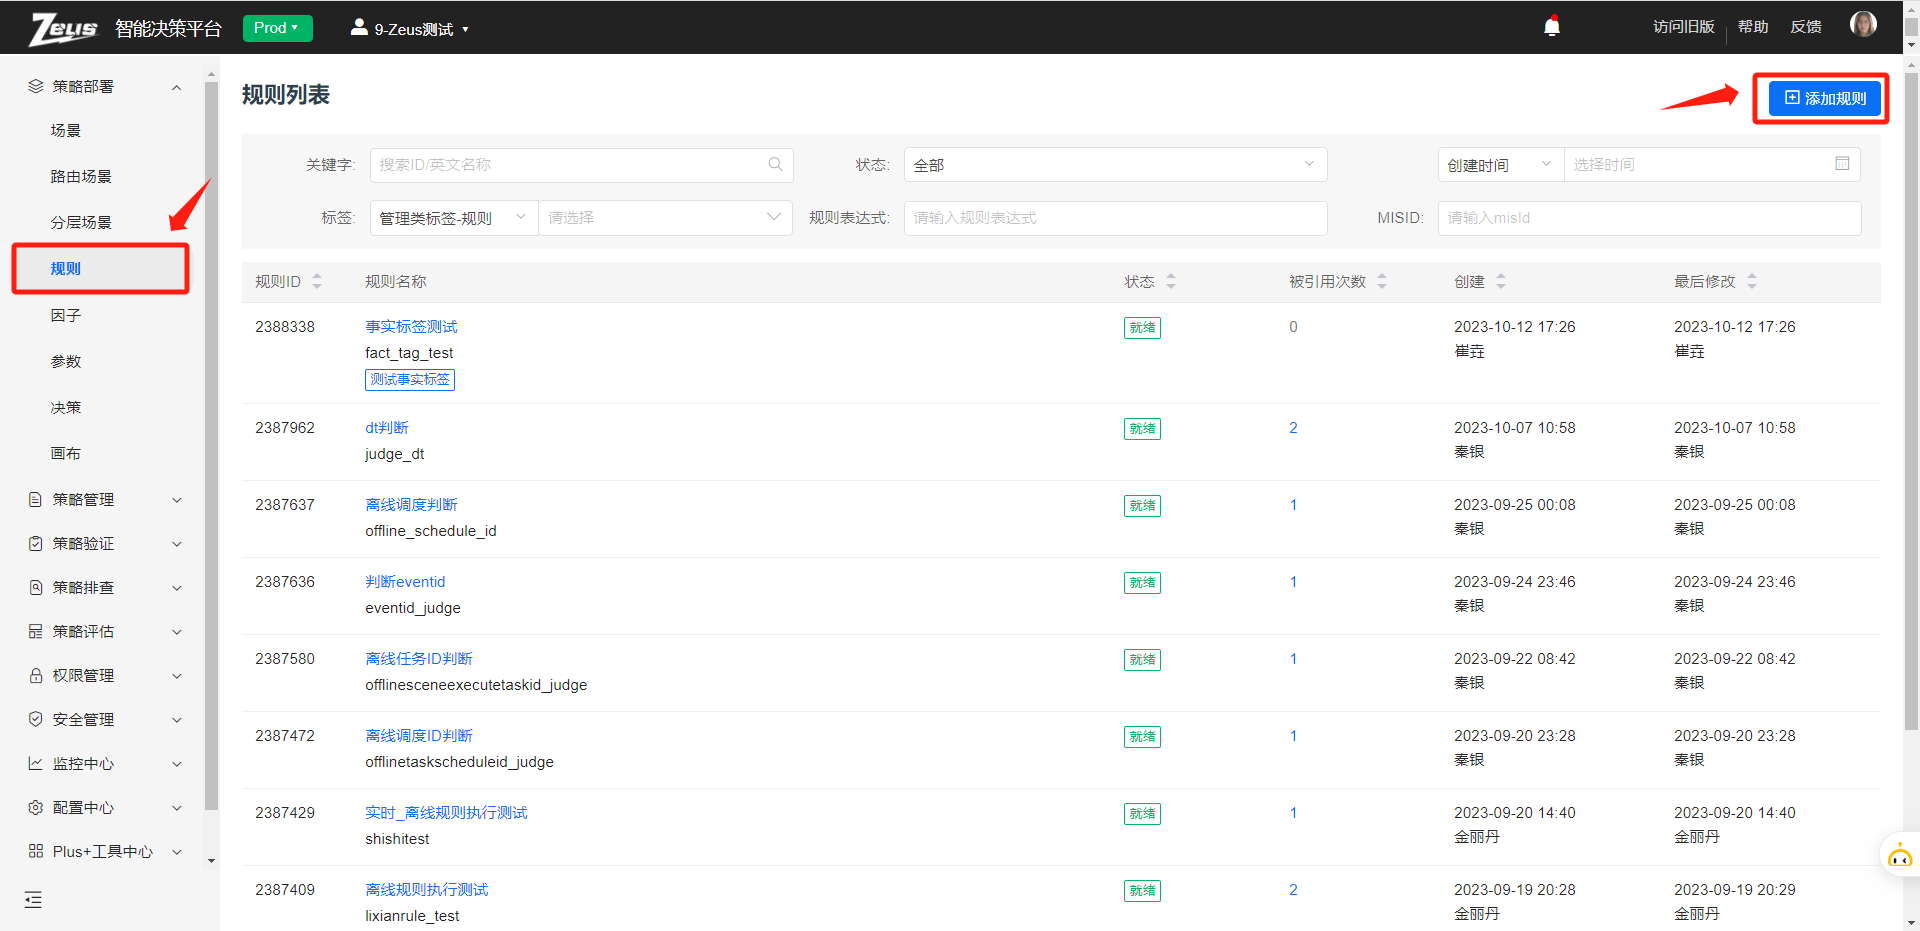 Zeus 智能决策平台 Prod 9-Zeus测试 访问旧版 帮助 反馈
策略部署
场景
路由场景
分层场景
规则
因子
参数
决策
画布
策略管理
策略验证
策略排查
策略评估
权限管理
安全管理
监控中心
配置中心
Plus+工具中心
规则列表
添加规则
关键字: 搜索ID/英文名称 状态: 全部 创建时间 选择时间
标签: 管理类标签-规则 请选择 规则表达式: 请输入规则表达式 MISID: 请输入misId
规则ID 规则名称 状态 被引用次数 创建 最后修改
2388338 事实标签测试 就绪 0 2023-10-12 17:26 2023-10-12 17:26
fact_tag_test 崔壵 崔壵
测试事实标签
2387962 dt判断 就绪 2 2023-10-07 10:58 2023-10-07 10:58
judge_dt 秦银 秦银
2387637 离线调度判断 就绪 1 2023-09-25 00:08 2023-09-25 00:08
offline_schedule_id 秦银 秦银
2387636 判断eventid 就绪 1 2023-09-24 23:46 2023-09-24 23:46
eventid_judge 秦银 秦银
2387580 离线任务ID判断 就绪 1 2023-09-22 08:42 2023-09-22 08:42
offlinesceneexecutetaskid_judge 秦银 秦银
2387472 离线调度ID判断 就绪 1 2023-09-20 23:28 2023-09-20 23:28
offlinetaskscheduleid_judge 秦银 秦银
2387429 实时_离线规则执行测试 就绪 1 2023-09-20 14:40 2023-09-20 14:40
shishitest 金丽丹 金丽丹
2387409 离线规则执行测试 就绪 2 2023-09-19 20:28 2023-09-19 20:29
lixianrule_test 金丽丹 金丽丹